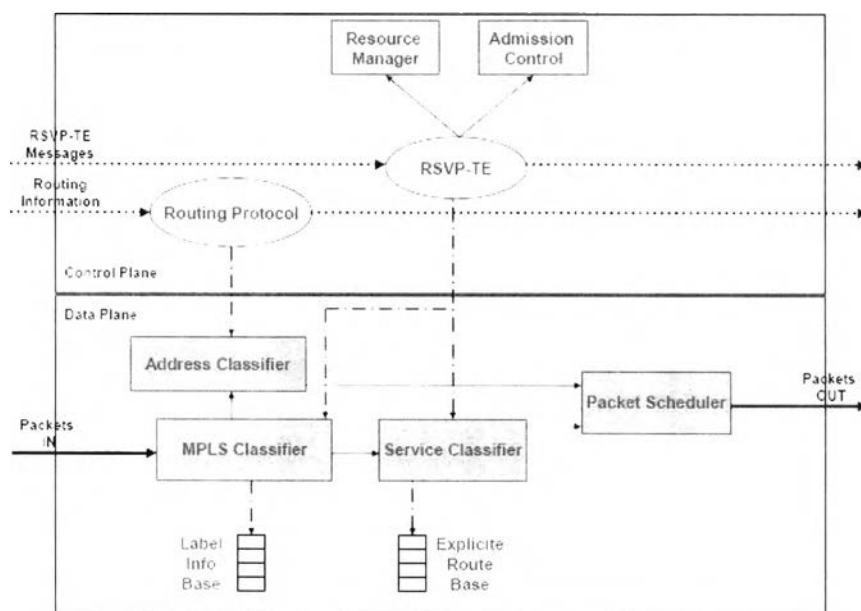 Resource
Manager
Admission
Control
RSVP-TE
Messages
RSVP-TE
Routing
Information
Routing Protocol
Control Plane
Data Plane
Address Classifier
Packet Scheduler
Packets
OUT
Packets
IN
MPLS Classifier
Service Classifier
Label
Info
Base
Explicite
Route
Base